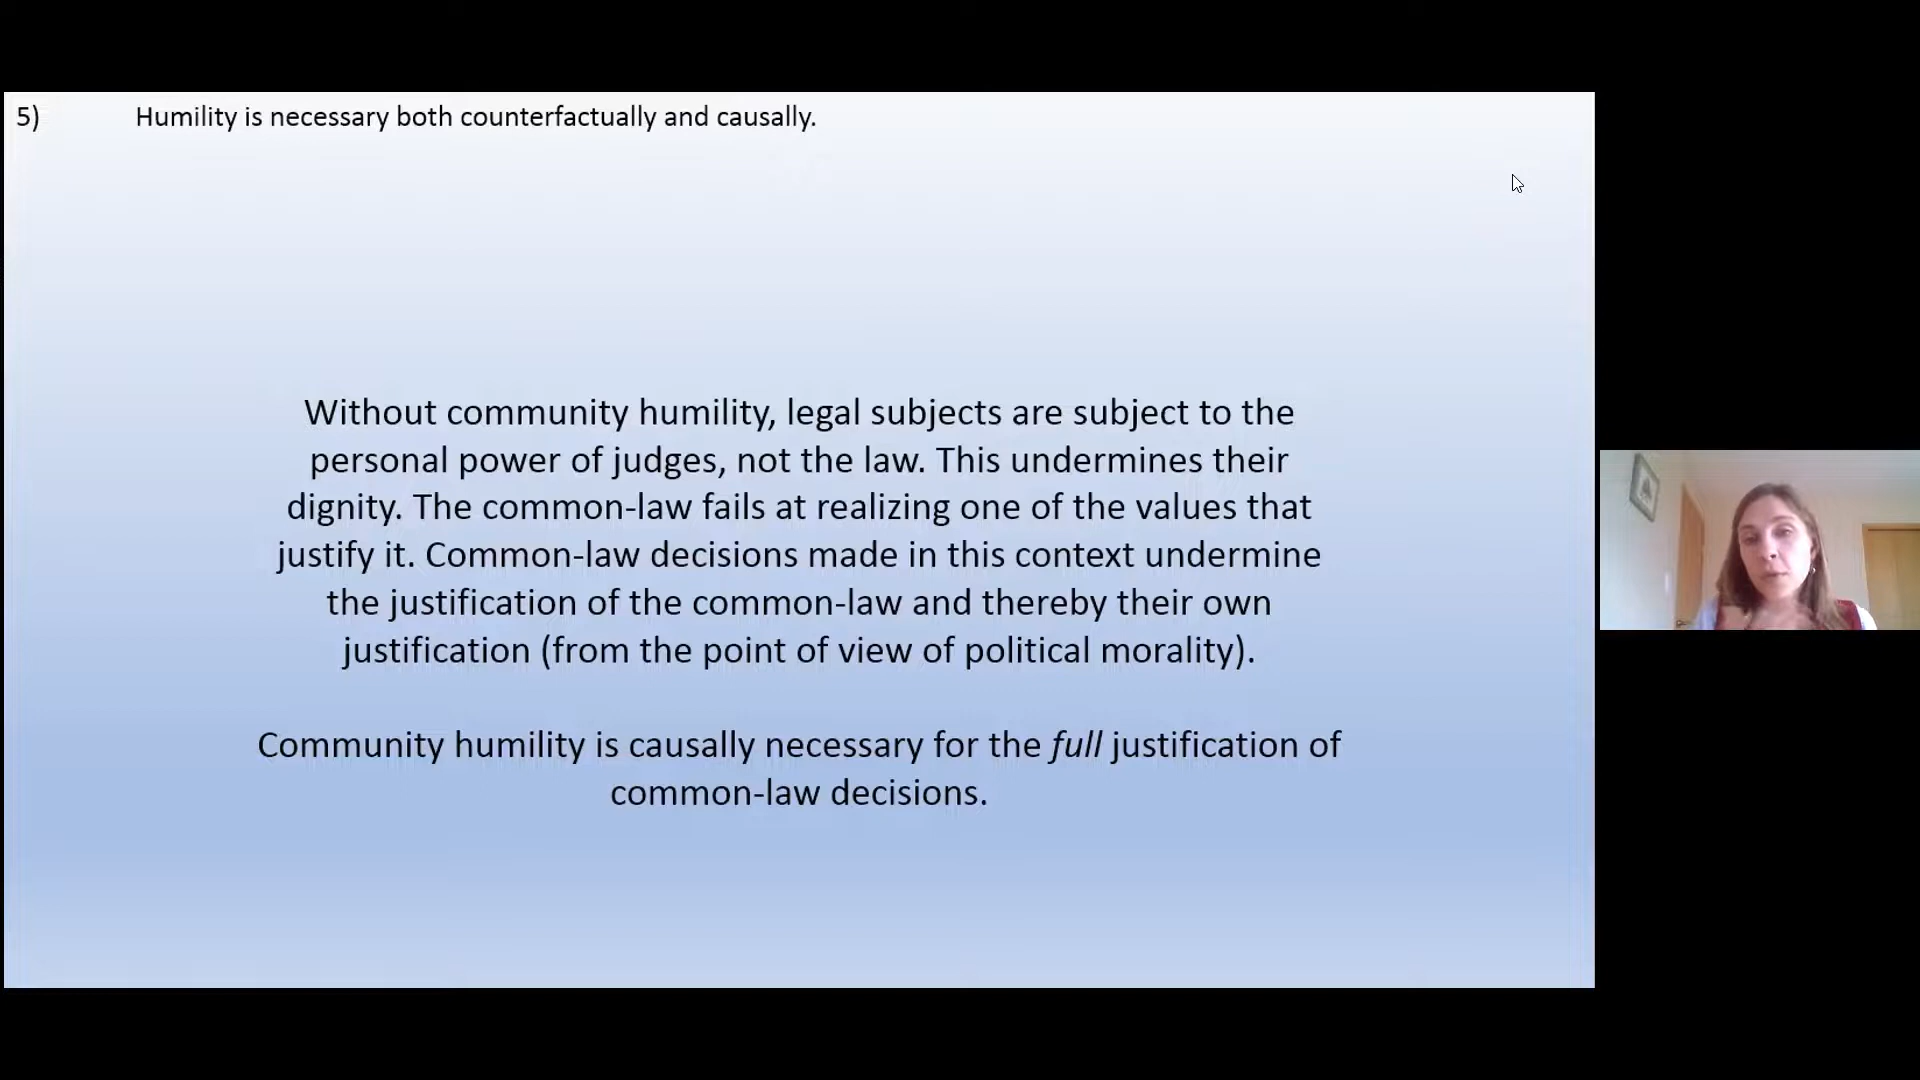 5) Humility is necessary both counterfactually and causally.
Without community humility, legal subjects are subject to the
personal power of judges, not the law. This undermines their
dignity. The common-law fails at realizing one of the values that
justify it. Common-law decisions made in this context undermine
the justification of the common-law and thereby their own
justification (from the point of view of political morality).
Community humility is causally necessary for the full justification of
common-law decisions.